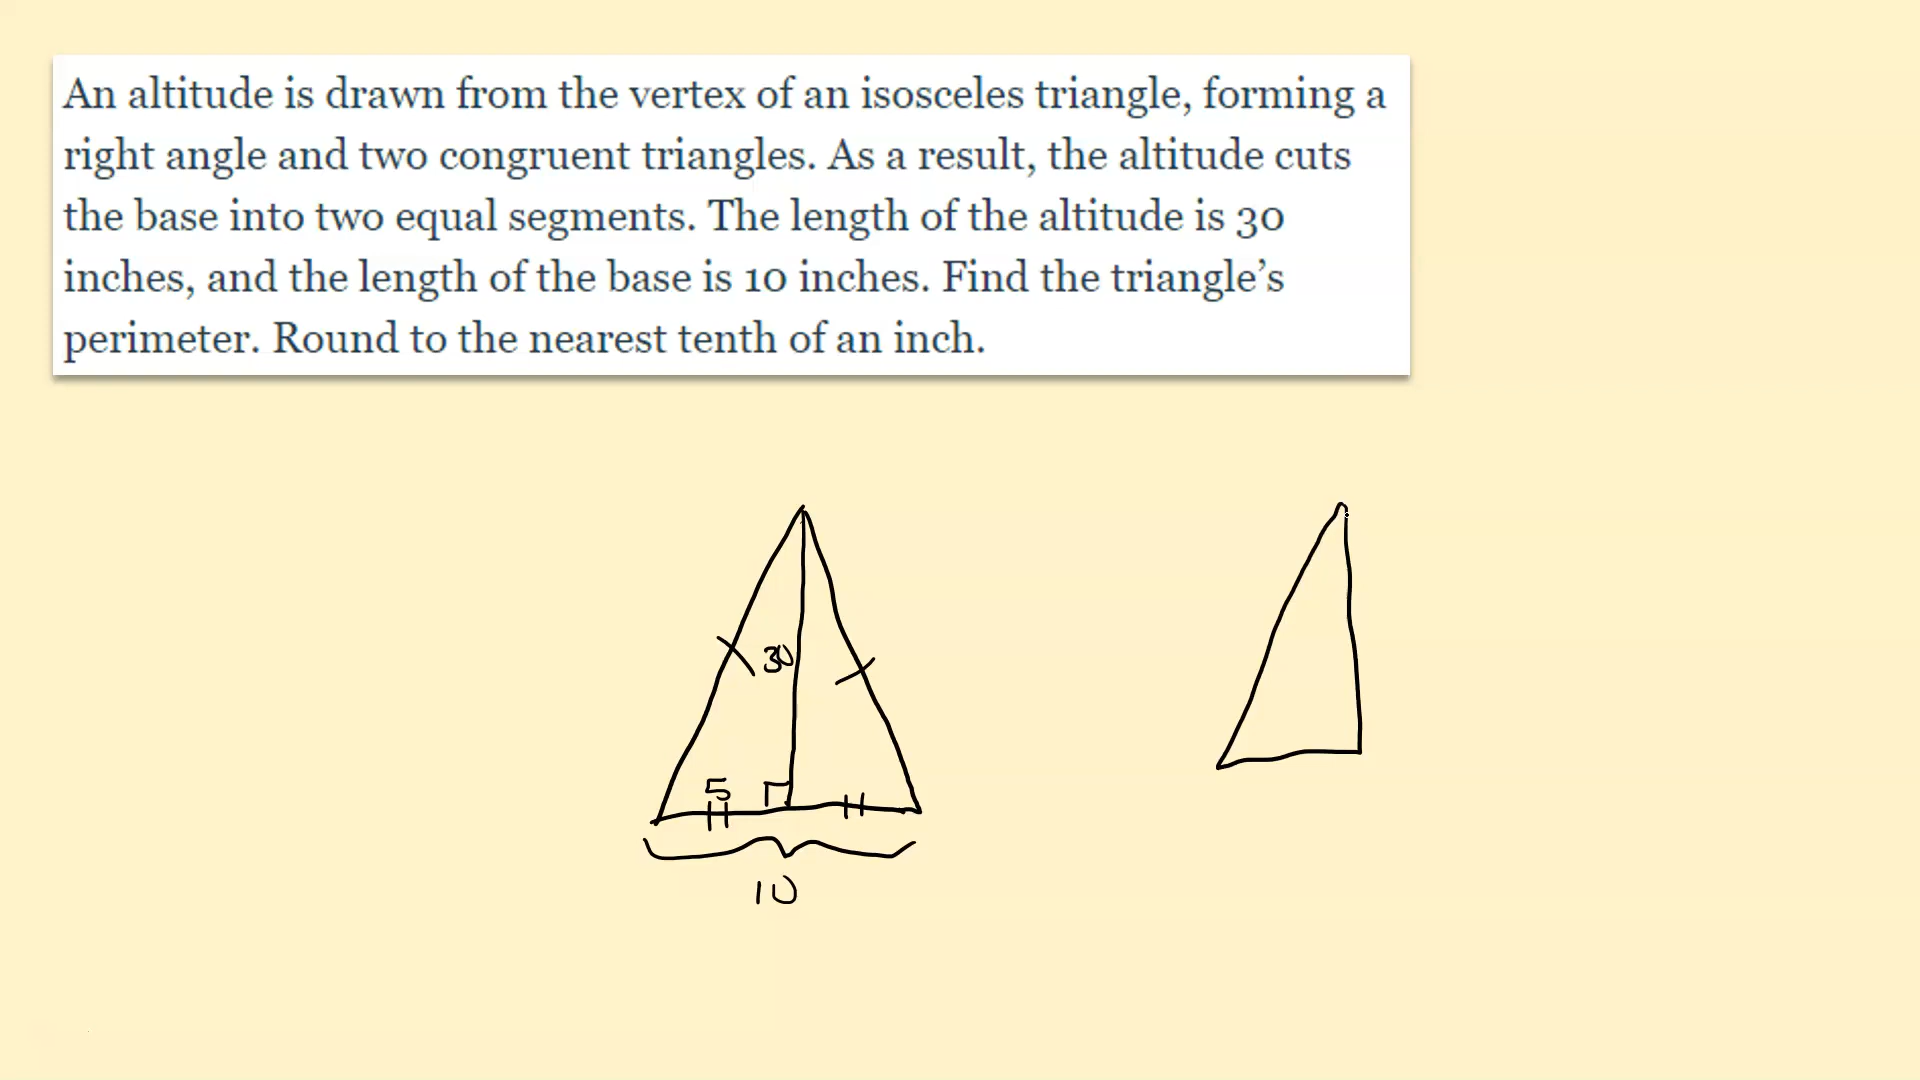 An altitude is drawn from the vertex of an isosceles triangle, forming a
right angle and two congruent triangles. As a result, the altitude cuts
the base into two equal segments. The length of the altitude is 30
inches, and the length of the base is 10 inches. Find the triangle’s
perimeter. Round to the nearest tenth of an inch.
30
5
10